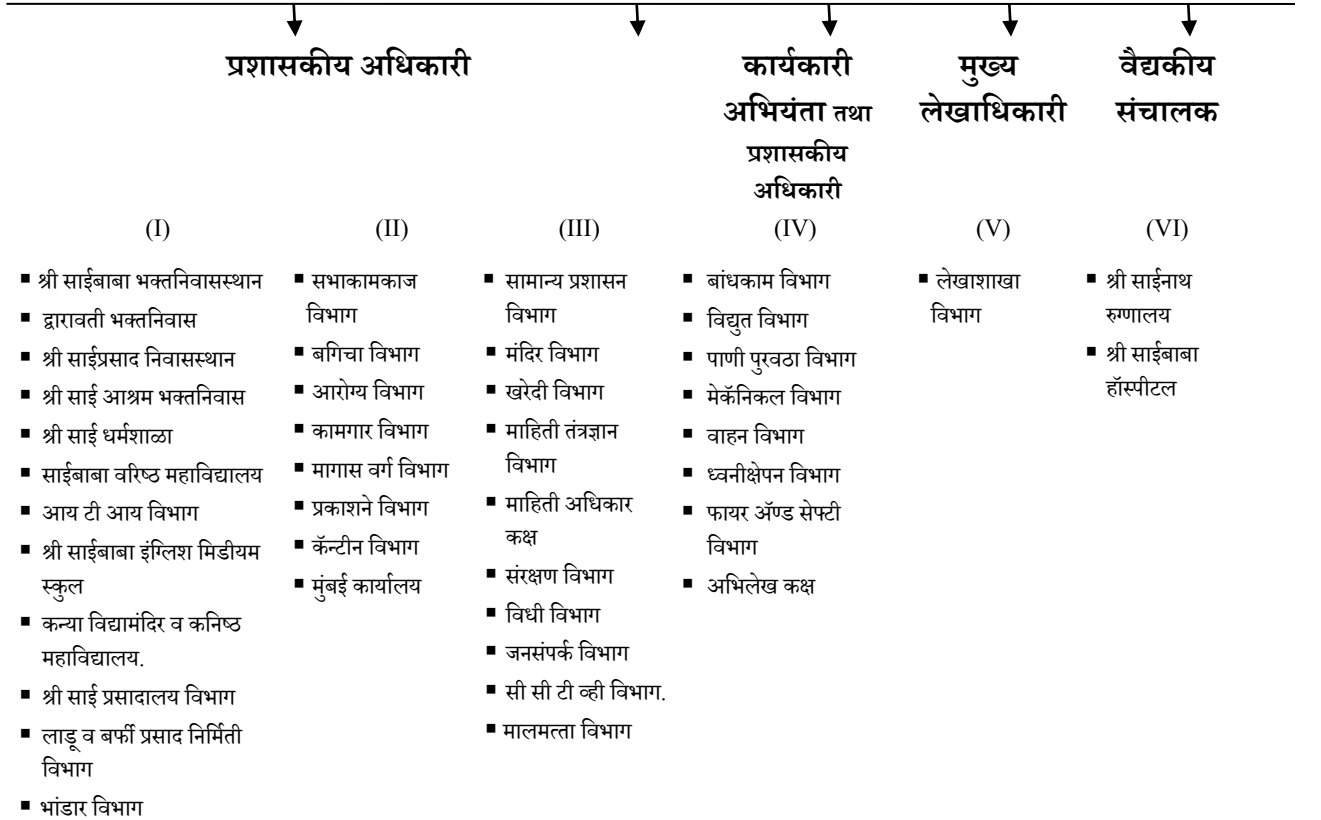 प्रशासकीय अधिकारी
कार्यकारी
अभियंता तथा
प्रशासकीय
अधिकारी
मुख्य
लेखाधिकारी
वैद्यकीय
संचालक
(I)
(II)
(III)
(IV)
(V)
(VI)
▪ श्री साईबाबा भक्तनिवासस्थान
▪ द्वारावती भक्तनिवास
▪ श्री साईप्रसाद निवासस्थान
▪ श्री साई आश्रम भक्तनिवास
▪ श्री साई धर्मशाळा
▪ साईबाबा वरिष्ठ महाविद्यालय
▪ आय टी आय विभाग
▪ श्री साईबाबा इंग्लिश मिडीयम
स्कुल
▪ कन्या विद्यामंदिर व कनिष्ठ
महाविद्यालय.
▪ श्री साई प्रसादालय विभाग
▪ लाडू व बर्फी प्रसाद निर्मिती
विभाग
▪ भांडार विभाग
▪ सभाकामकाज
विभाग
▪ बगिचा विभाग
▪ आरोग्य विभाग
▪ कामगार विभाग
▪ मागास वर्ग विभाग
▪ प्रकाशने विभाग
▪ कॅन्टीन विभाग
▪ मुंबई कार्यालय
▪ सामान्य प्रशासन
विभाग
▪ मंदिर विभाग
▪ खरेदी विभाग
▪ माहिती तंत्रज्ञान
विभाग
▪ माहिती अधिकार
कक्ष
▪ संरक्षण विभाग
▪ विधी विभाग
▪ जनसंपर्क विभाग
▪ सी सी टी व्ही विभाग.
▪ मालमत्ता विभाग
▪ बांधकाम विभाग
▪ विद्युत विभाग
▪ पाणी पुरवठा विभाग
▪ मेकॅनिकल विभाग
▪ वाहन विभाग
▪ ध्वनीक्षेपन विभाग
▪ फायर ॲण्ड सेफ्टी
विभाग
▪ अभिलेख कक्ष
▪ लेखाशाखा
विभाग
▪ श्री साईनाथ
रुग्णालय
▪ श्री साईबाबा
हॉस्पीटल